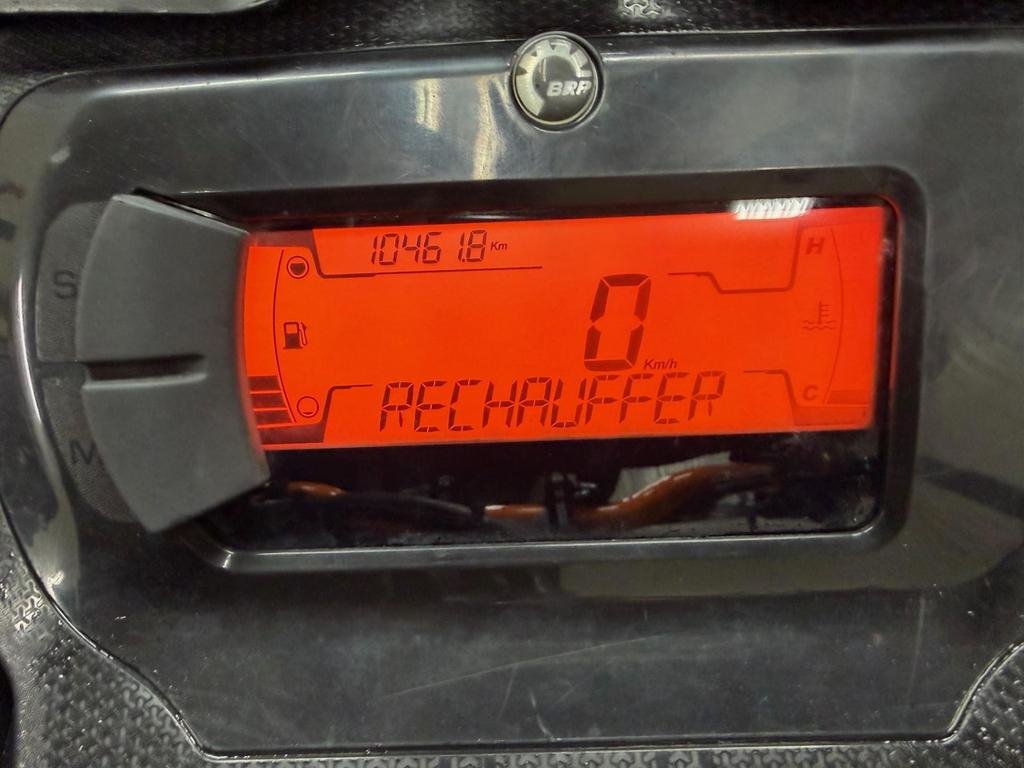 BRP
10461.8 Km
H
S
0 Km/h
C
RECHAUFFER
M